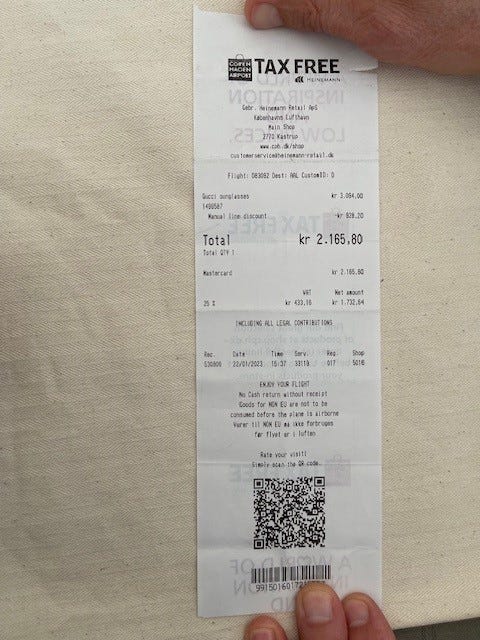 COPEN
HAGEN
AIRPORT
TAX FREE
HEINEMANN
Gebr. Heinemann Retail ApS
Københavns Lufthavn
Main Shop
2770 Kastrup
www.cph.dk/shop
customerservice@heinemann-retail.dk
Flight: D83092 Dest: AAL CustomID: D
Gucci sunglasses kr 3.094,00
Manual line discount kr 928,20
Total kr 2.165,80
Total QTY 1
Mastercard kr 2.165,80
VAT Net amount
25 % kr 433,16 kr 1.732,64
INCLUDING ALL LEGAL CONTRIBUTIONS
Rec. Date Time Serv. Reg. Shop
22/01/2023 15:37 33119 017 5016
ENJOY YOUR FLIGHT
No Cash return without receipt
Goods for NON EU are not to be
consumed before the plane is airborne
Varer til NON EU må ikke forbruges
før flyet er i luften
Rate your visit!
Simply scan the QR code.